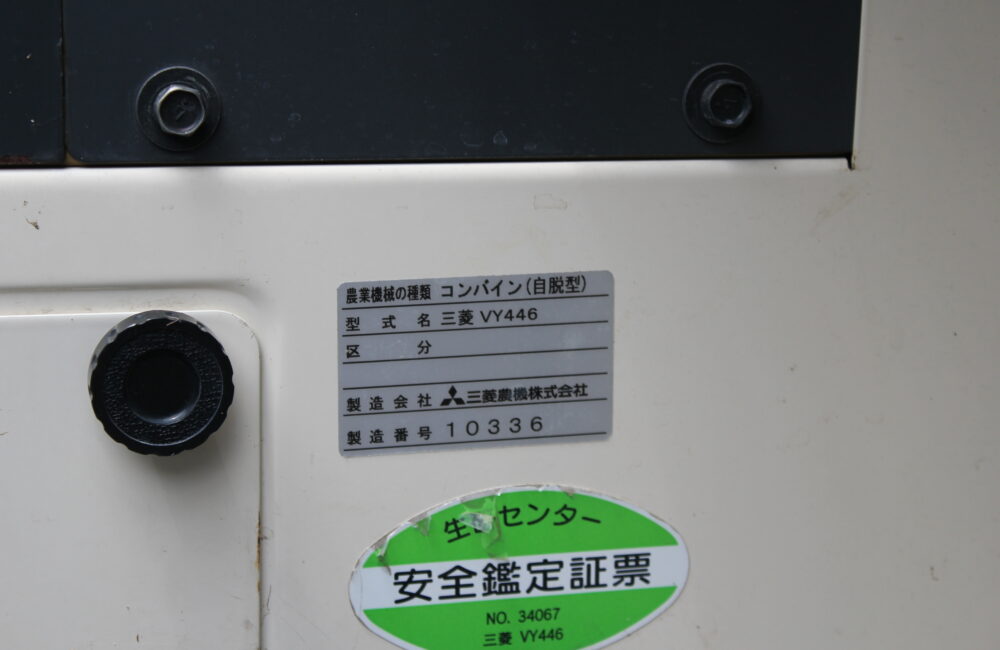 農業機械の種類 コンバイン(自脱型)
型式名 三菱 VY446
区分
製造会社 三菱農機株式会社
製造番号 10336
生 センター
安全鑑定証票
NO. 34067
三菱 VY446